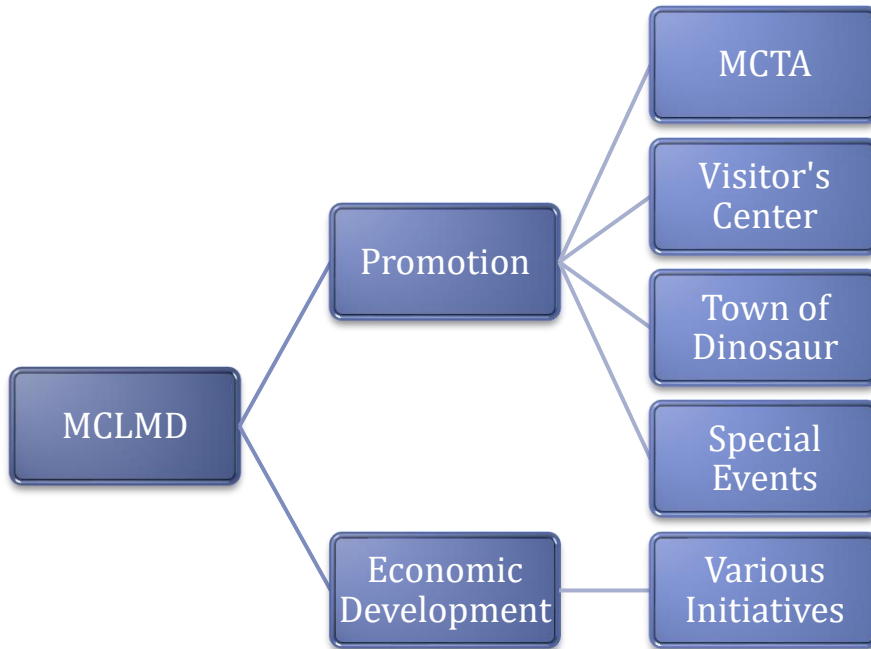 MCLMD
Promotion
MCTA
Visitor's
Center
Town of
Dinosaur
Special
Events
Economic
Development
Various
Initiatives